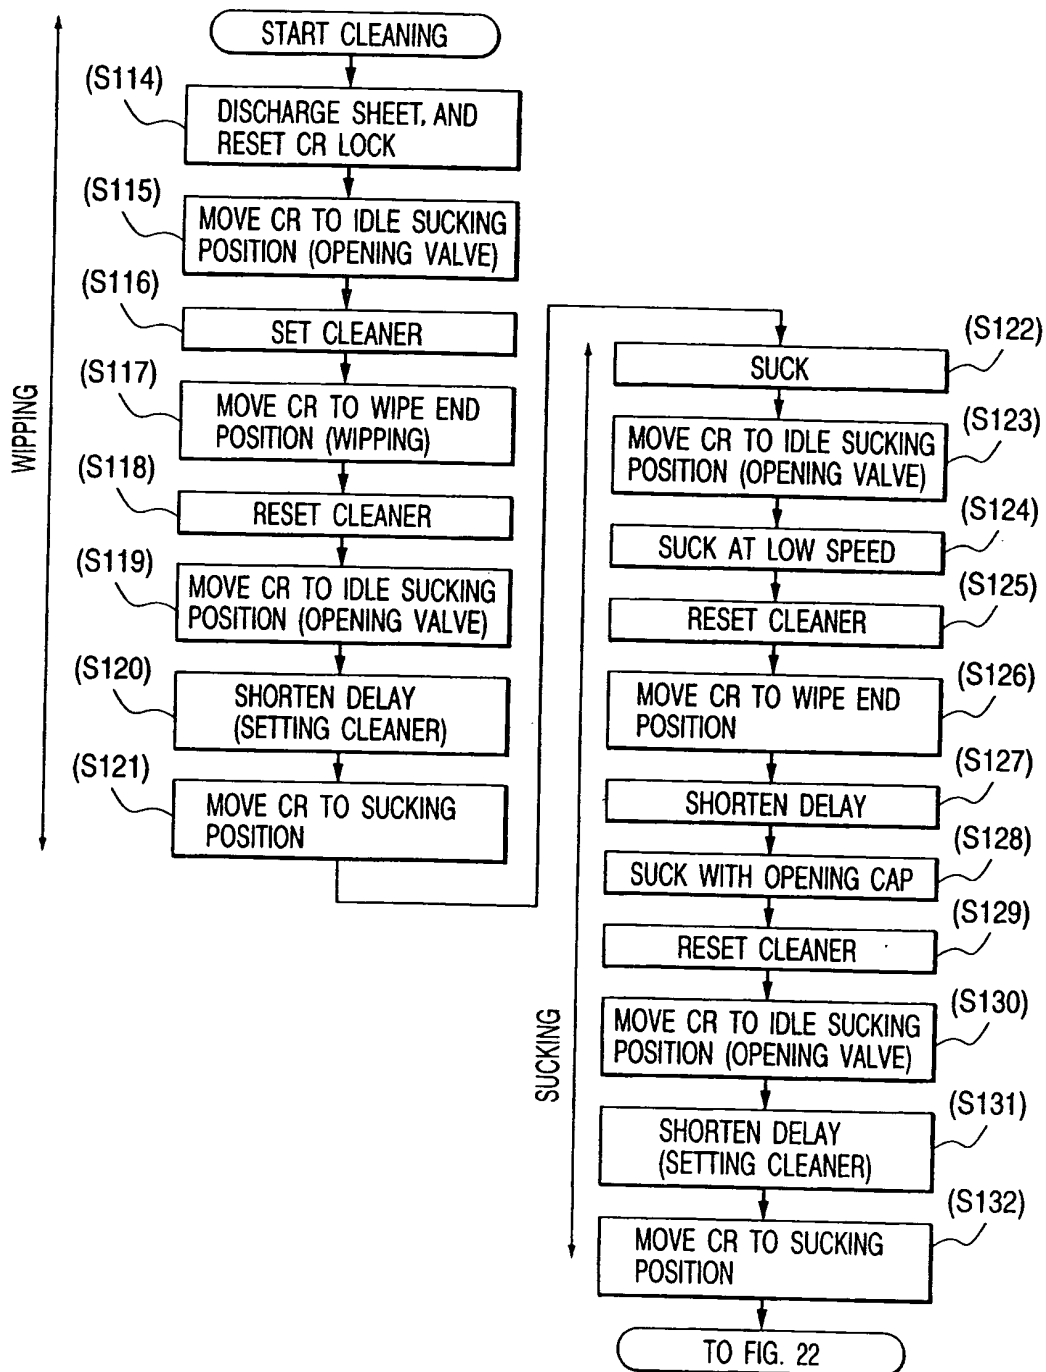 START CLEANING
(S114)
DISCHARGE SHEET, AND
RESET CR LOCK
(S115)
MOVE CR TO IDLE SUCKING
POSITION (OPENING VALVE)
(S116)
SET CLEANER
(S117)
MOVE CR TO WIPE END
POSITION (WIPPING)
(S118)
RESET CLEANER
(S119)
MOVE CR TO IDLE SUCKING
POSITION (OPENING VALVE)
(S120)
SHORTEN DELAY
(SETTING CLEANER)
(S121)
MOVE CR TO SUCKING
POSITION
WIPPING
(S122)
SUCK
(S123)
MOVE CR TO IDLE SUCKING
POSITION (OPENING VALVE)
(S124)
SUCK AT LOW SPEED
(S125)
RESET CLEANER
(S126)
MOVE CR TO WIPE END
POSITION
(S127)
SHORTEN DELAY
(S128)
SUCK WITH OPENING CAP
(S129)
RESET CLEANER
(S130)
MOVE CR TO IDLE SUCKING
POSITION (OPENING VALVE)
(S131)
SHORTEN DELAY
(SETTING CLEANER)
(S132)
MOVE CR TO SUCKING
POSITION
SUCKING
TO FIG. 22